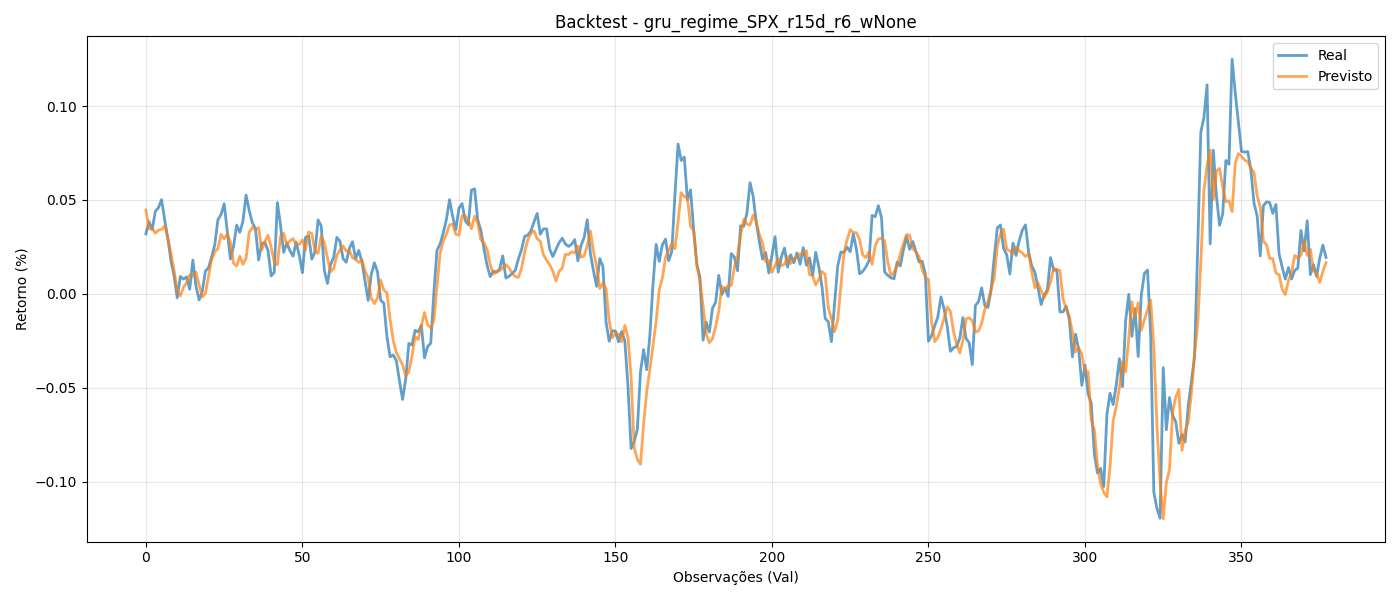 Backtest - gru_regime_SPX_r15d_r6_wNone
Real
Previsto
Retorno (%)
0.10
0.05
0.00
−0.05
−0.10
0
50
100
150
200
250
300
350
Observações (Val)